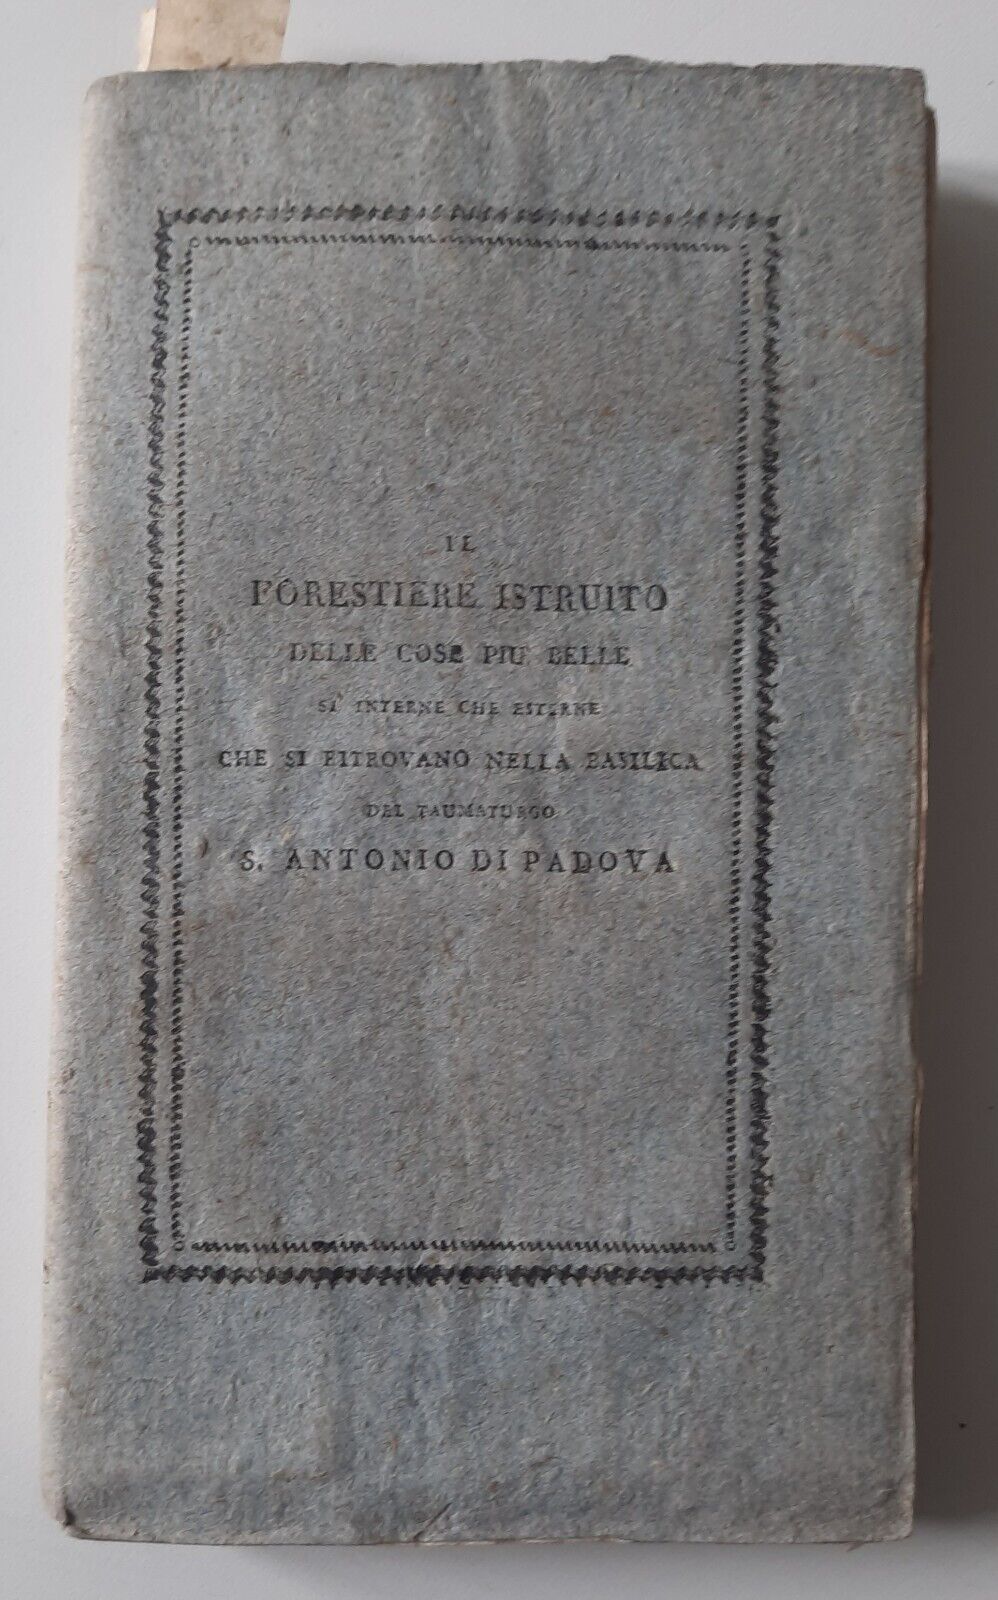 IL
FORESTIERE ISTRUITO
DELLE COSE PIU BELLE
SÌ INTERNE CHE ESTERNE
CHE SI RITROVANO NELLA BASILICA
DEL TAUMATURGO
S. ANTONIO DI PADOVA